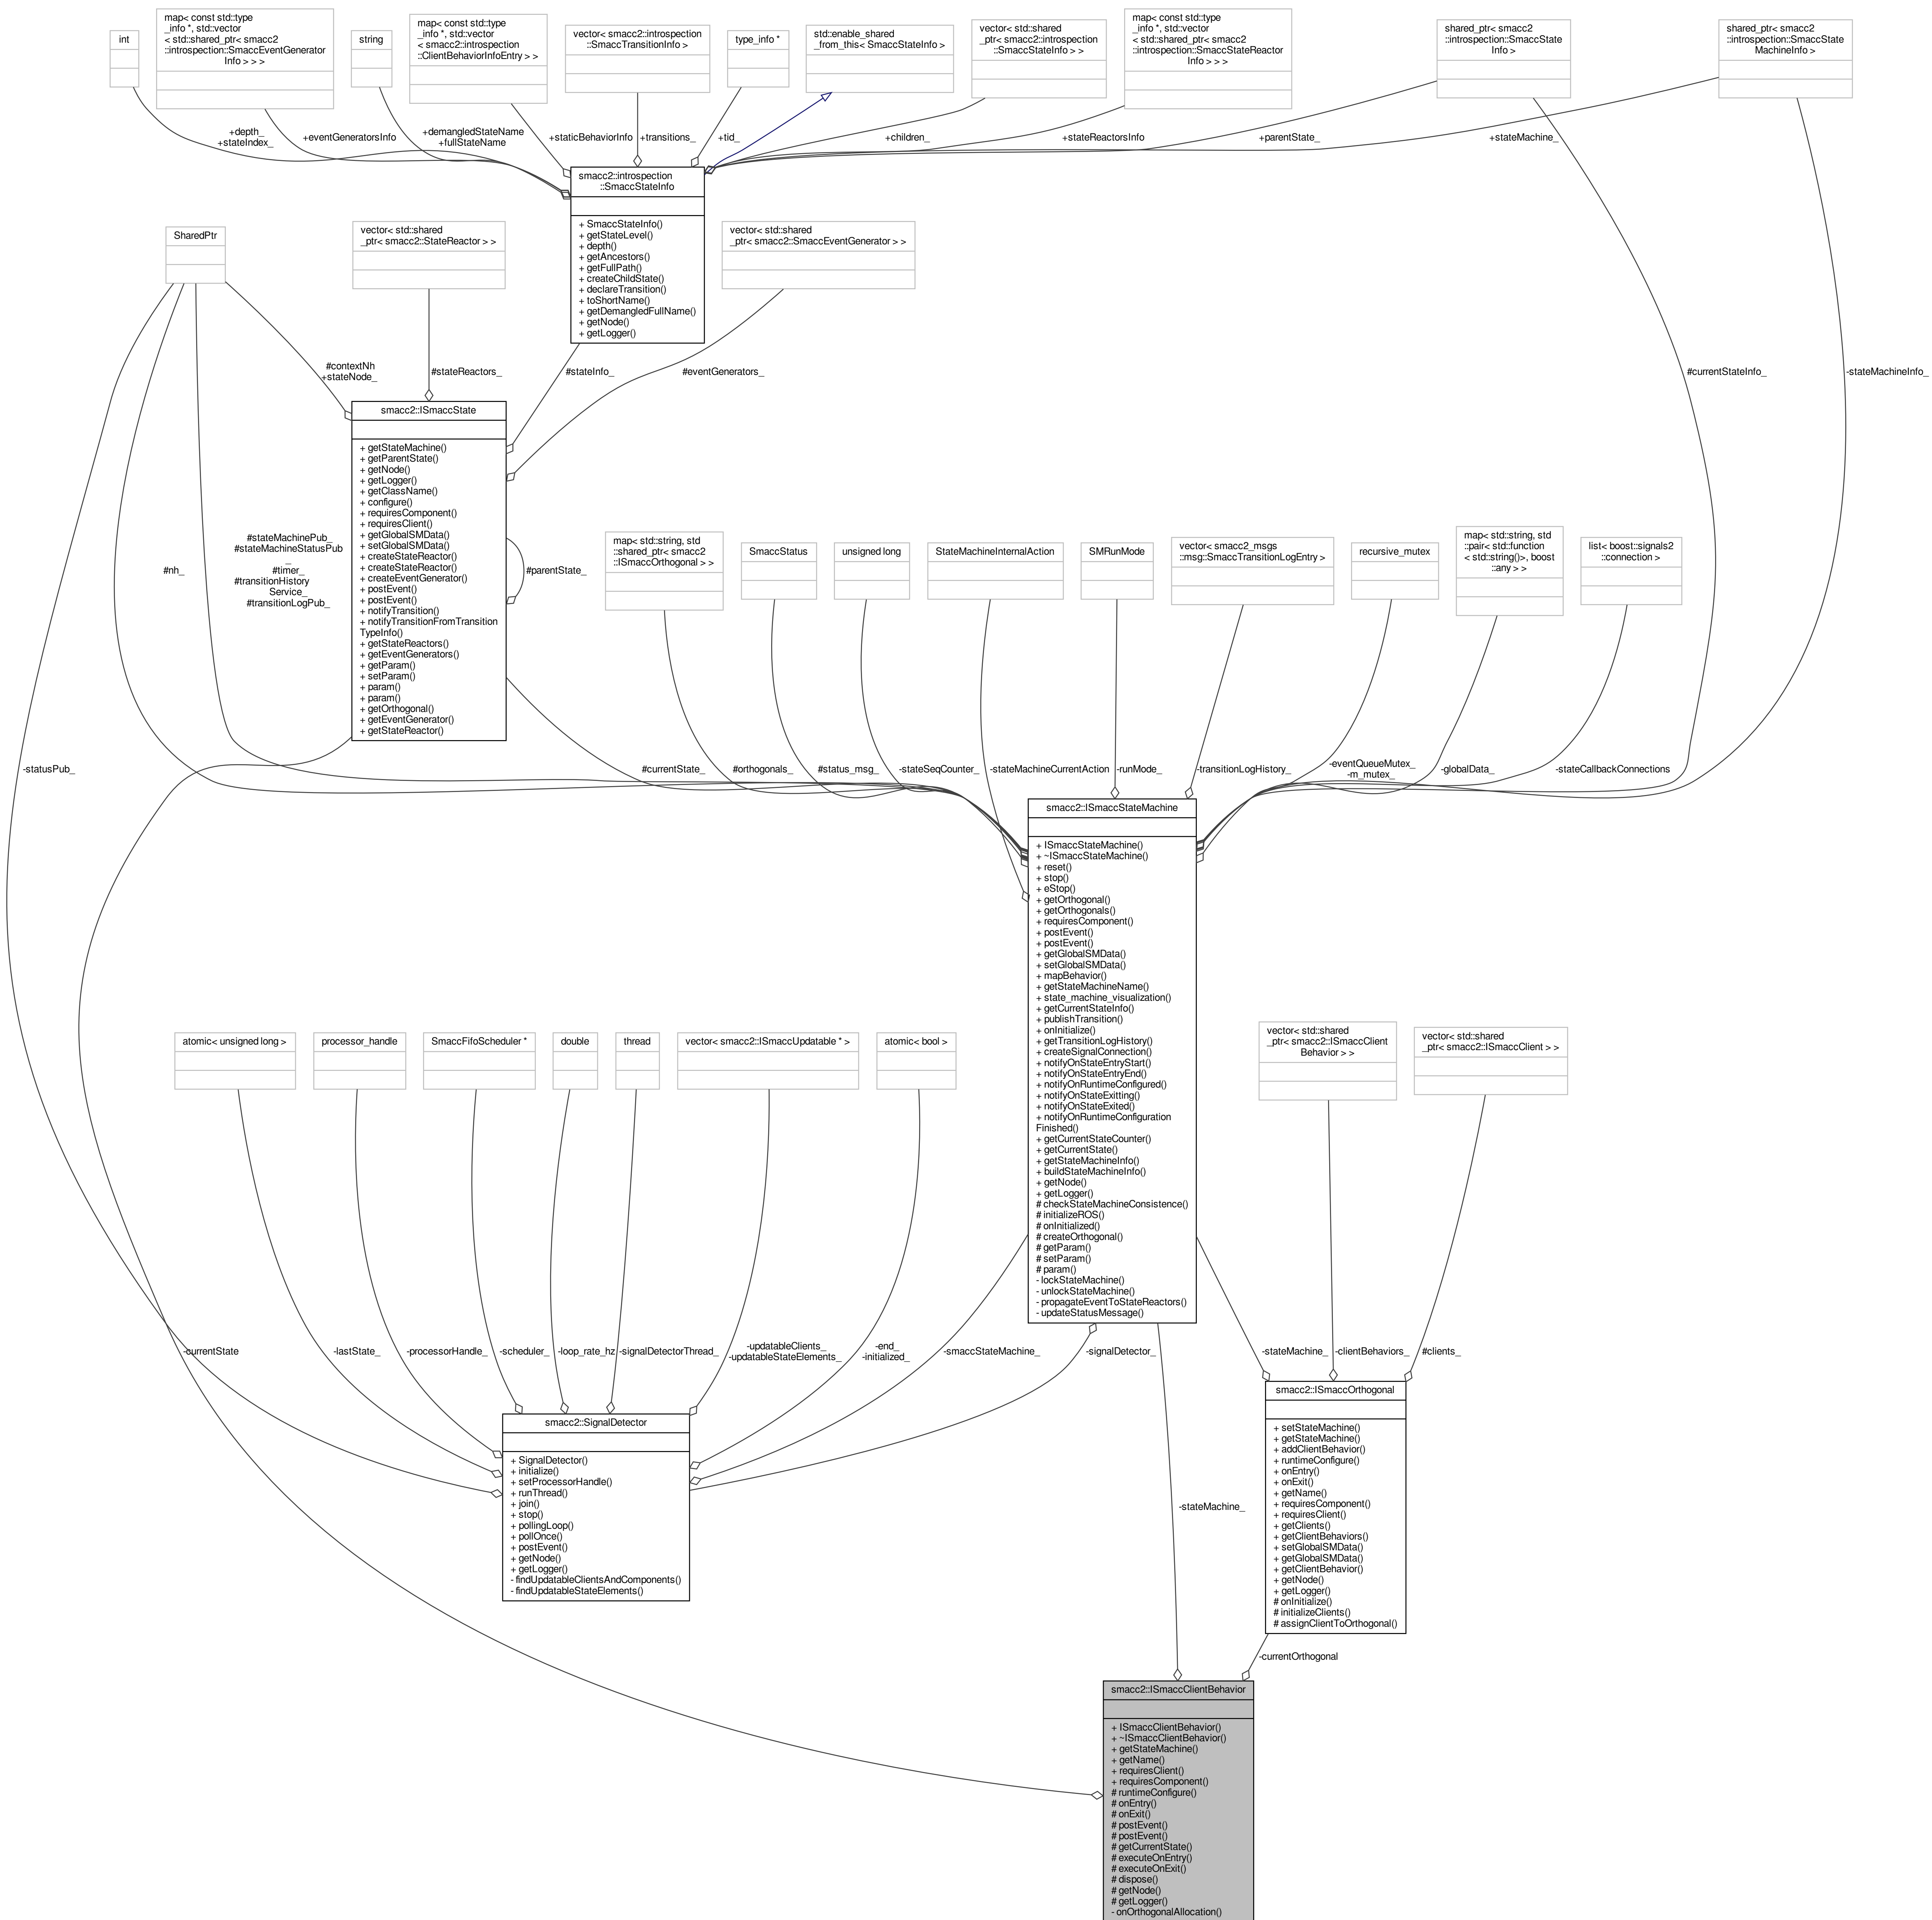 int
map< const std::type
_info *, std::vector
< std::shared_ptr< smacc2
::introspection::SmaccEventGenerator
Info > > >
string
map< const std::type
_info *, std::vector
< smacc2::introspection
::ClientBehaviorInfoEntry > >
vector< smacc2::introspection
::SmaccTransitionInfo >
type_info *
std::enable_shared
_from_this< SmaccStateInfo >
vector< std::shared
_ptr< smacc2::introspection
::SmaccStateInfo > >
map< const std::type
_info *, std::vector
< std::shared_ptr< smacc2
::introspection::SmaccStateReactor
Info > > >
shared_ptr< smacc2
::introspection::SmaccState
Info >
shared_ptr< smacc2
::introspection::SmaccState
MachineInfo >
+depth_
+stateIndex_
+eventGeneratorsInfo
+demangledStateName
+fullStateName
+staticBehaviorInfo
+transitions_
+tid_
+children_
+stateReactorsInfo
+parentState_
+stateMachine_
smacc2::introspection
::SmaccStateInfo
+ SmaccStateInfo()
+ getStateLevel()
+ depth()
+ getAncestors()
+ getFullPath()
+ createChildState()
+ declareTransition()
+ toShortName()
+ getDemangledFullName()
+ getNode()
+ getLogger()
SharedPtr
vector< std::shared
_ptr< smacc2::StateReactor > >
vector< std::shared
_ptr< smacc2::SmaccEventGenerator > >
#contextNh
+stateNode_
#stateReactors_
#stateInfo_
#eventGenerators_
#currentStateInfo_
-stateMachineInfo_
smacc2::ISmaccState
+ getStateMachine()
+ getParentState()
+ getNode()
+ getLogger()
+ getClassName()
+ configure()
+ requiresComponent()
+ requiresClient()
+ getGlobalSMData()
+ setGlobalSMData()
+ createStateReactor()
+ createStateReactor()
+ createEventGenerator()
+ postEvent()
+ postEvent()
+ notifyTransition()
+ notifyTransitionFromTransition
TypeInfo()
+ getStateReactors()
+ getEventGenerators()
+ getParam()
+ setParam()
+ param()
+ param()
+ getOrthogonal()
+ getEventGenerator()
+ getStateReactor()
#parentState_
#nh_
#stateMachinePub_
#stateMachineStatusPub
_
#timer_
#transitionHistory
Service_
#transitionLogPub_
map< std::string, std
::shared_ptr< smacc2
::ISmaccOrthogonal > >
SmaccStatus
unsigned long
StateMachineInternalAction
SMRunMode
vector< smacc2_msgs
::msg::SmaccTransitionLogEntry >
recursive_mutex
map< std::string, std
::pair< std::function
< std::string()>, boost
::any > >
list< boost::signals2
::connection >
-statusPub_
#currentState_
#orthogonals_
#status_msg_
-stateSeqCounter_
-stateMachineCurrentAction
-runMode_
-transitionLogHistory_
-eventQueueMutex_
-m_mutex_
-globalData_
-stateCallbackConnections
smacc2::ISmaccStateMachine
+ ISmaccStateMachine()
+ ~ISmaccStateMachine()
+ reset()
+ stop()
+ eStop()
+ getOrthogonal()
+ getOrthogonals()
+ requiresComponent()
+ postEvent()
+ postEvent()
+ getGlobalSMData()
+ setGlobalSMData()
+ mapBehavior()
+ getStateMachineName()
+ state_machine_visualization()
+ getCurrentStateInfo()
+ publishTransition()
+ onInitialize()
+ getTransitionLogHistory()
+ createSignalConnection()
+ notifyOnStateEntryStart()
+ notifyOnStateEntryEnd()
+ notifyOnRuntimeConfigured()
+ notifyOnStateExitting()
+ notifyOnStateExited()
+ notifyOnRuntimeConfiguration
Finished()
+ getCurrentStateCounter()
+ getCurrentState()
+ getStateMachineInfo()
+ buildStateMachineInfo()
+ getNode()
+ getLogger()
# checkStateMachineConsistence()
# initializeROS()
# onInitialized()
# createOrthogonal()
# getParam()
# setParam()
# param()
- lockStateMachine()
- unlockStateMachine()
- propagateEventToStateReactors()
- updateStatusMessage()
atomic< unsigned long >
processor_handle
SmaccFifoScheduler *
double
thread
vector< smacc2::ISmaccUpdatable * >
atomic< bool >
vector< std::shared
_ptr< smacc2::ISmaccClient
Behavior > >
vector< std::shared
_ptr< smacc2::ISmaccClient > >
-currentState
-lastState_
-processorHandle_
-scheduler_
-loop_rate_hz
-signalDetectorThread_
-updatableClients_
-updatableStateElements_
-end_
-initialized_
-smaccStateMachine_
-signalDetector_
-stateMachine_
-clientBehaviors_
#clients_
smacc2::SignalDetector
+ SignalDetector()
+ initialize()
+ setProcessorHandle()
+ runThread()
+ join()
+ stop()
+ pollingLoop()
+ pollOnce()
+ postEvent()
+ getNode()
+ getLogger()
- findUpdatableClientsAndComponents()
- findUpdatableStateElements()
smacc2::ISmaccOrthogonal
+ setStateMachine()
+ getStateMachine()
+ addClientBehavior()
+ runtimeConfigure()
+ onEntry()
+ onExit()
+ getName()
+ requiresComponent()
+ requiresClient()
+ getClients()
+ getClientBehaviors()
+ setGlobalSMData()
+ getGlobalSMData()
+ getClientBehavior()
+ getNode()
+ getLogger()
# onInitialize()
# initializeClients()
# assignClientToOrthogonal()
-stateMachine_
-currentOrthogonal
smacc2::ISmaccClientBehavior
+ ISmaccClientBehavior()
+ ~ISmaccClientBehavior()
+ getStateMachine()
+ getName()
+ requiresClient()
+ requiresComponent()
# runtimeConfigure()
# onEntry()
# onExit()
# postEvent()
# postEvent()
# getCurrentState()
# executeOnEntry()
# executeOnExit()
# dispose()
# getNode()
# getLogger()
- onOrthogonalAllocation()